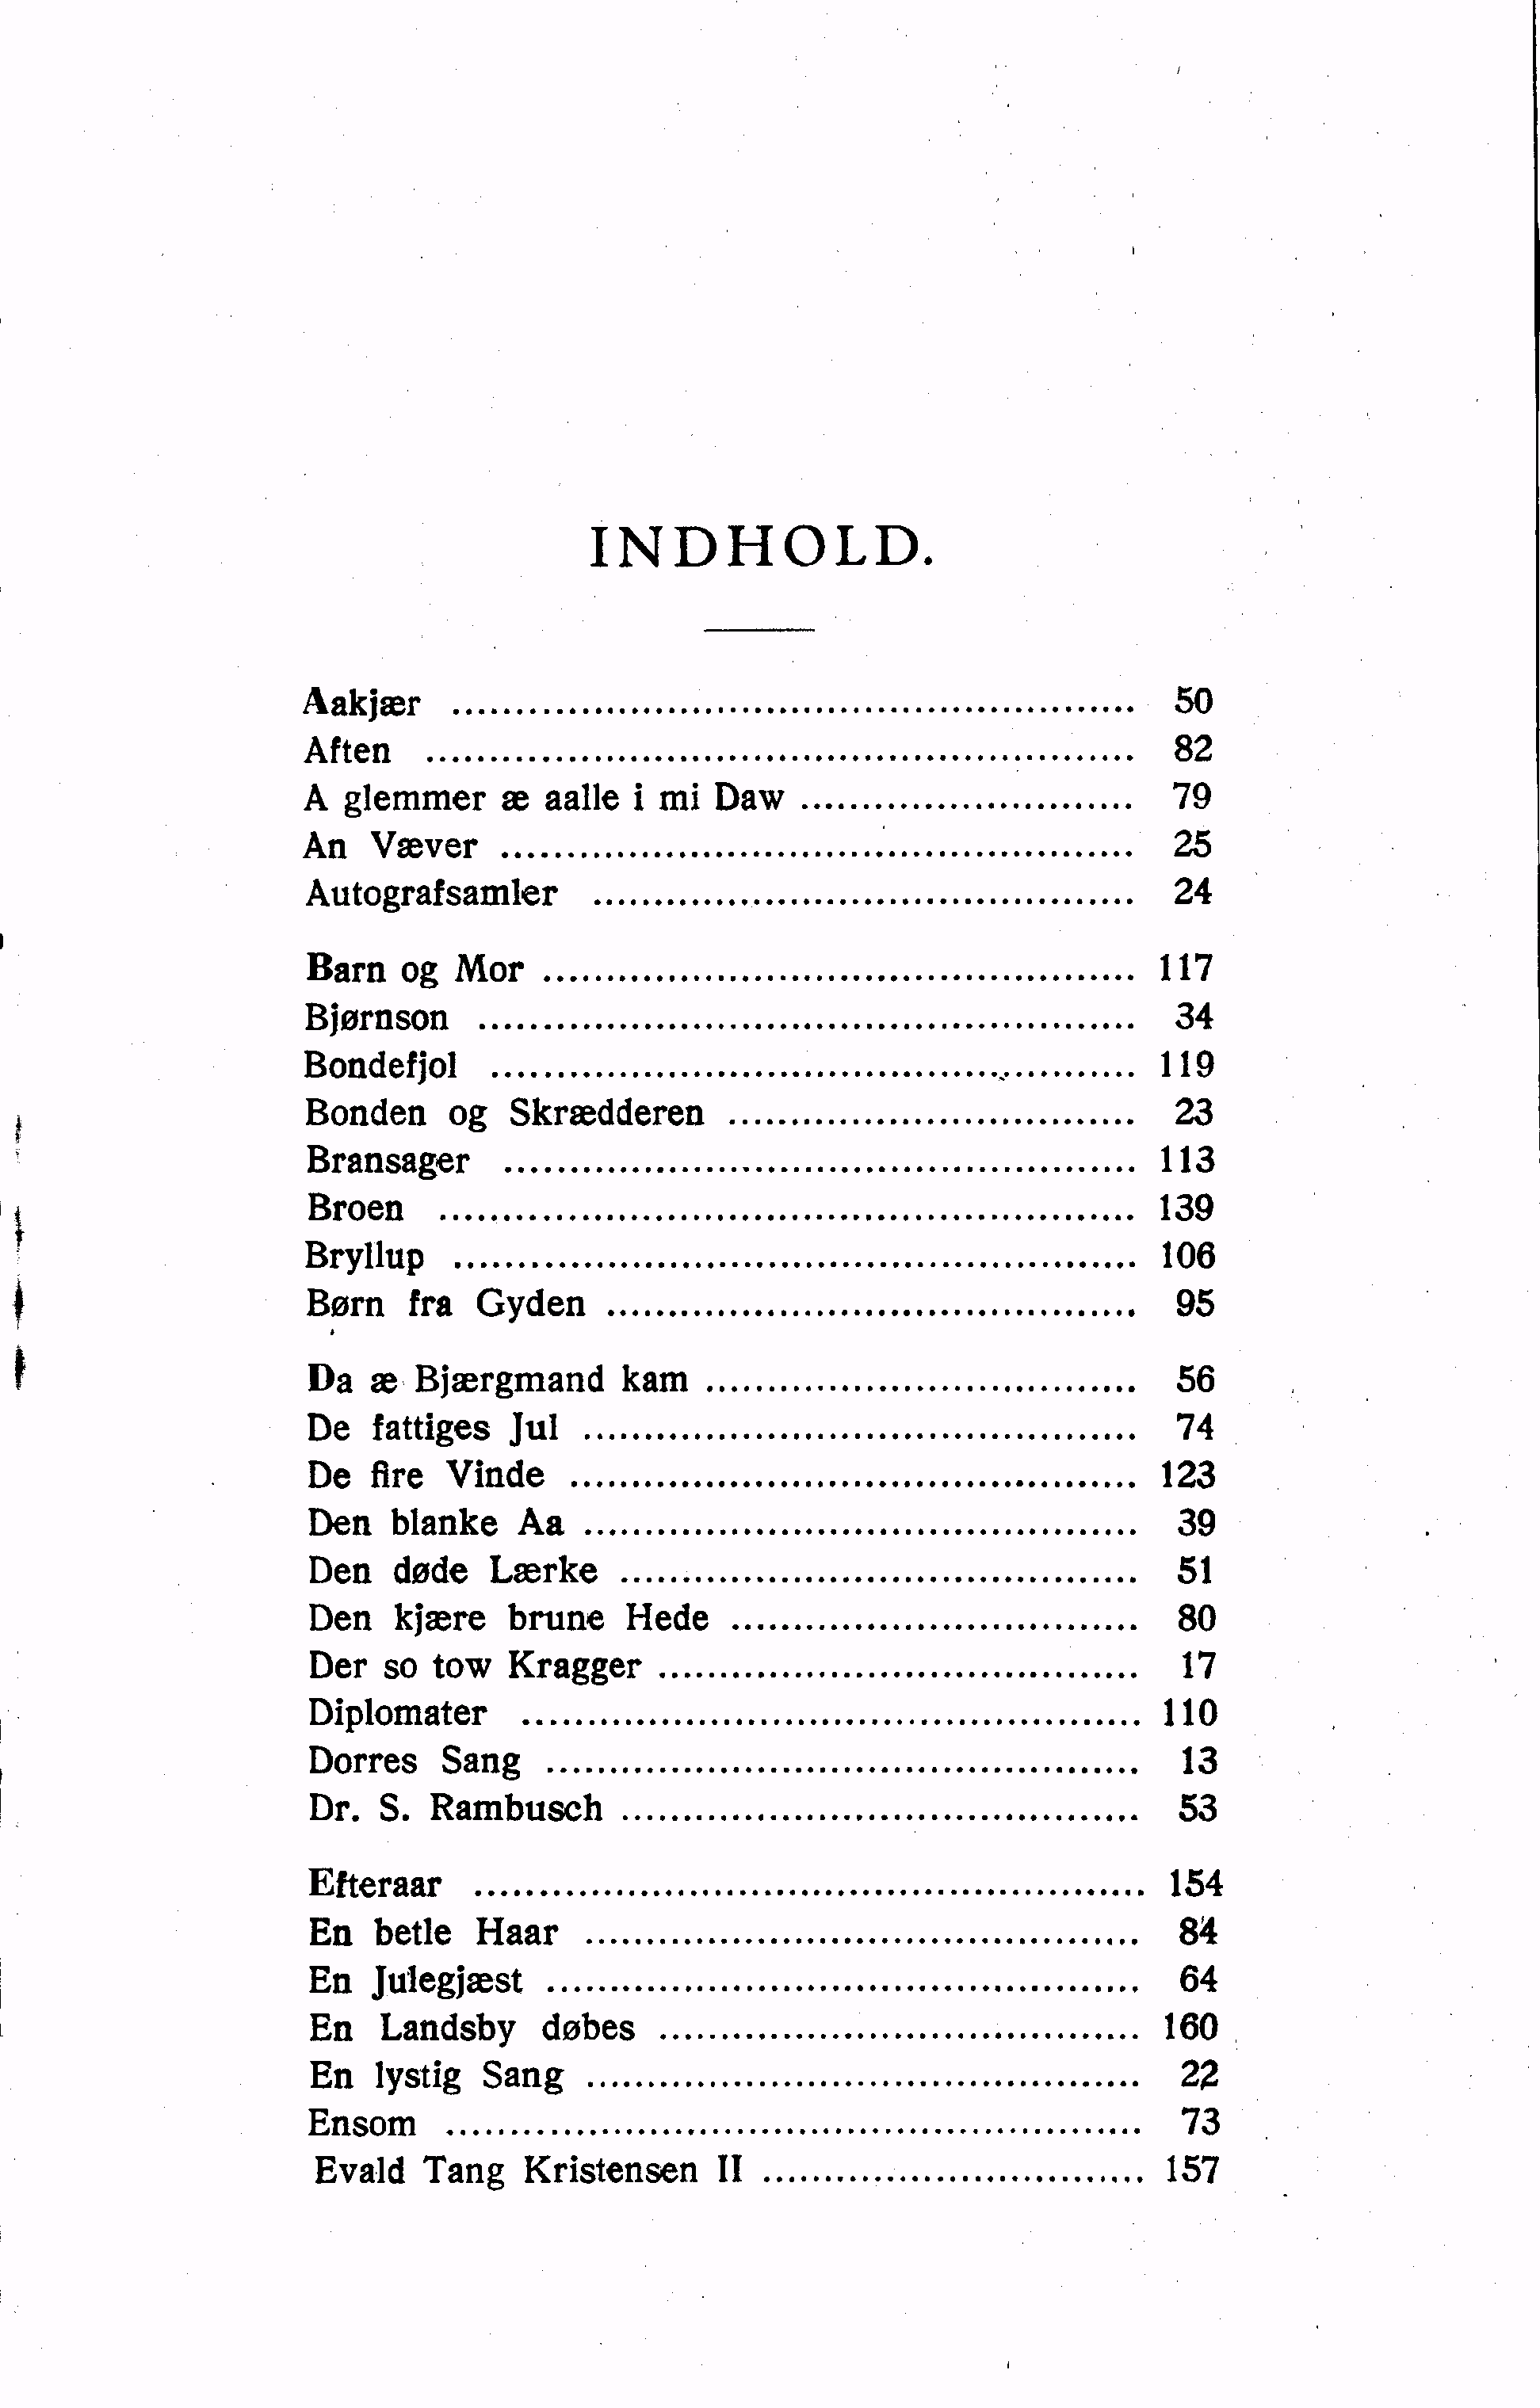 INDHOLD.
Aakjær ........................................................ 50
Aften .......................................................... 82
A glemmer æ aalle i mi Daw ........................... 79
An Væver .................................................... 25
Autografsamler ............................................ 24
Barn og Mor ................................................ 117
Bjørnson ...................................................... 34
Bondefjol ..................................................... 119
Bonden og Skrædderen ................................. 23
Bransager .................................................... 113
Broen ......................................................... 139
Bryllup ........................................................ 106
Børn fra Gyden ........................................... 95
Da æ Bjærgmand kam ................................... 56
De fattiges Jul ............................................. 74
De fire Vinde .............................................. 123
Den blanke Aa ............................................. 39
Den døde Lærke .......................................... 51
Den kjære brune Hede ................................. 80
Der so tow Kragger ....................................... 17
Diplomater .................................................. 110
Dorres Sang ................................................ 13
Dr. S. Rambusch .......................................... 53
Efteraar ....................................................... 154
En betle Haar ............................................. 84
En Julegjæst ................................................ 64
En Landsby døbes ....................................... 160
En lystig Sang ............................................. 22
Ensom ......................................................... 73
Evald Tang Kristensen II ............................... 157